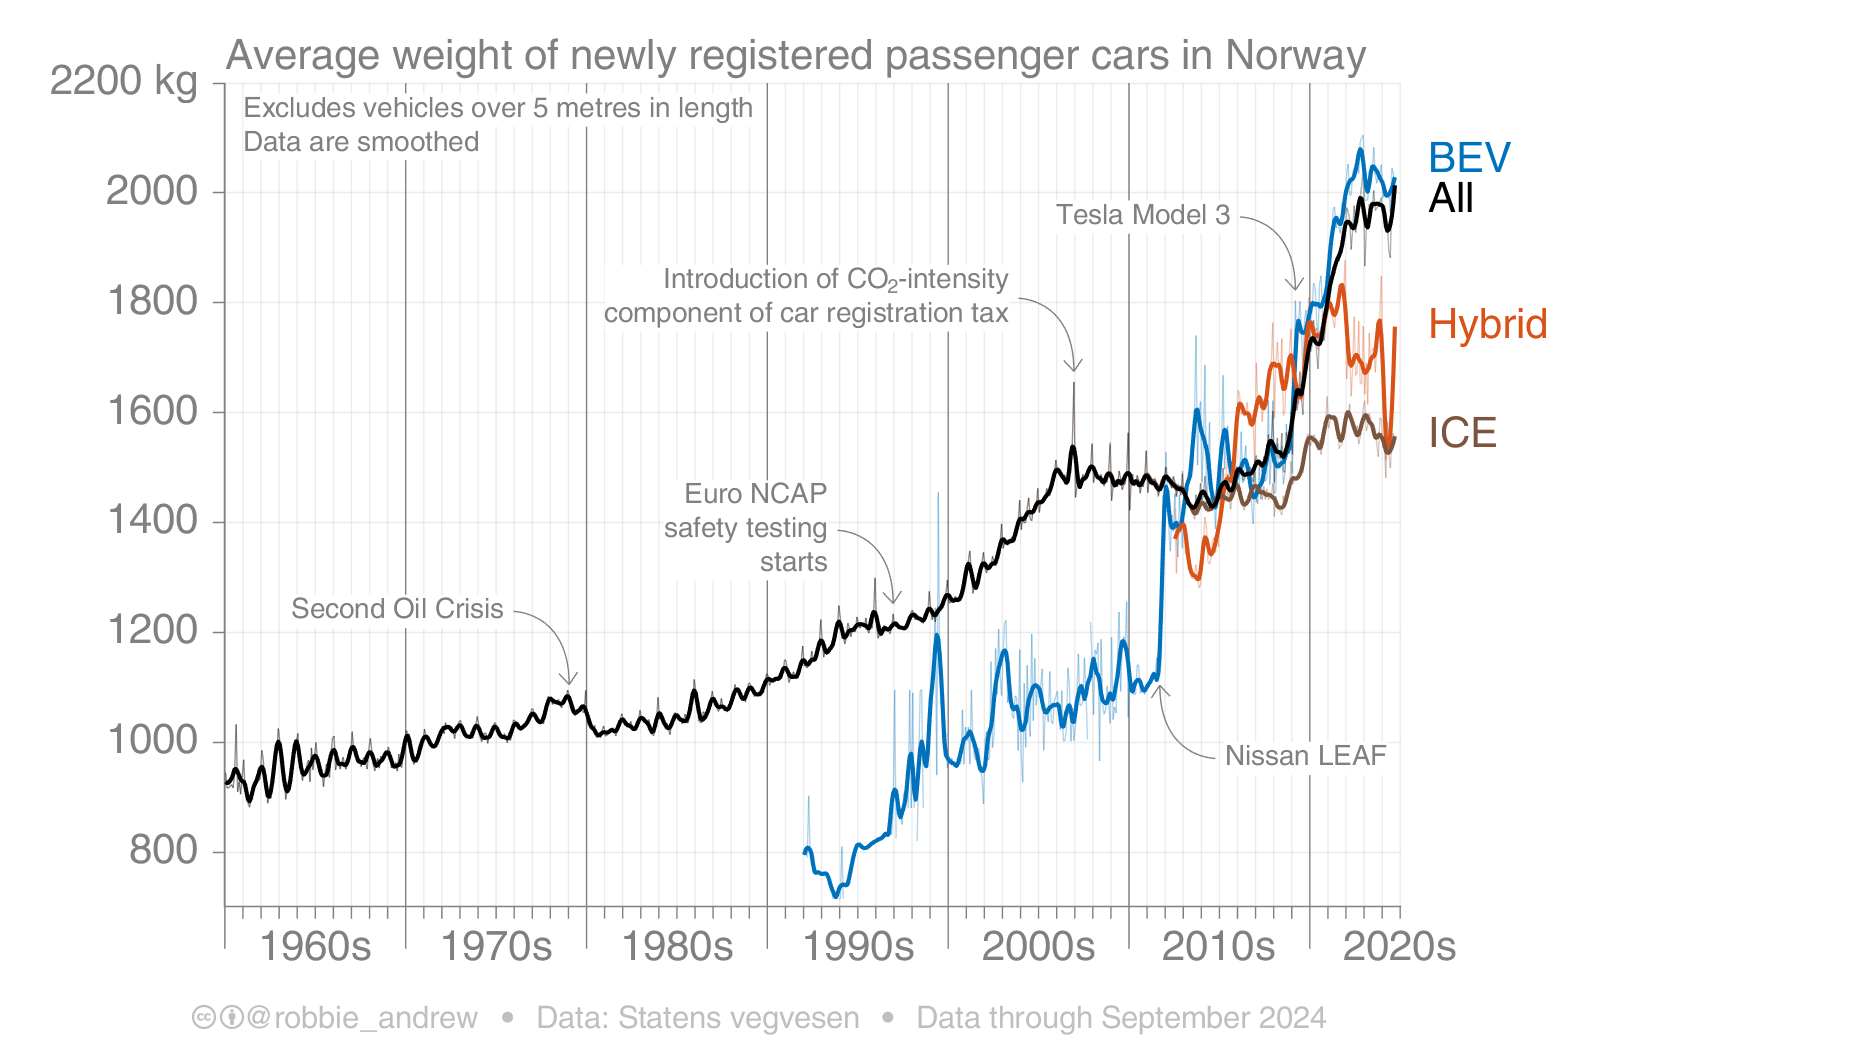 Average weight of newly registered passenger cars in Norway
2200 kg
Excludes vehicles over 5 metres in length
Data are smoothed
2000
1800
1600
1400
1200
1000
800
BEV
All
Hybrid
ICE
Tesla Model 3
Introduction of CO₂-intensity
component of car registration tax
Euro NCAP
safety testing
starts
Second Oil Crisis
Nissan LEAF
1960s 1970s 1980s 1990s 2000s 2010s 2020s
@robbie_andrew • Data: Statens vegvesen • Data through September 2024